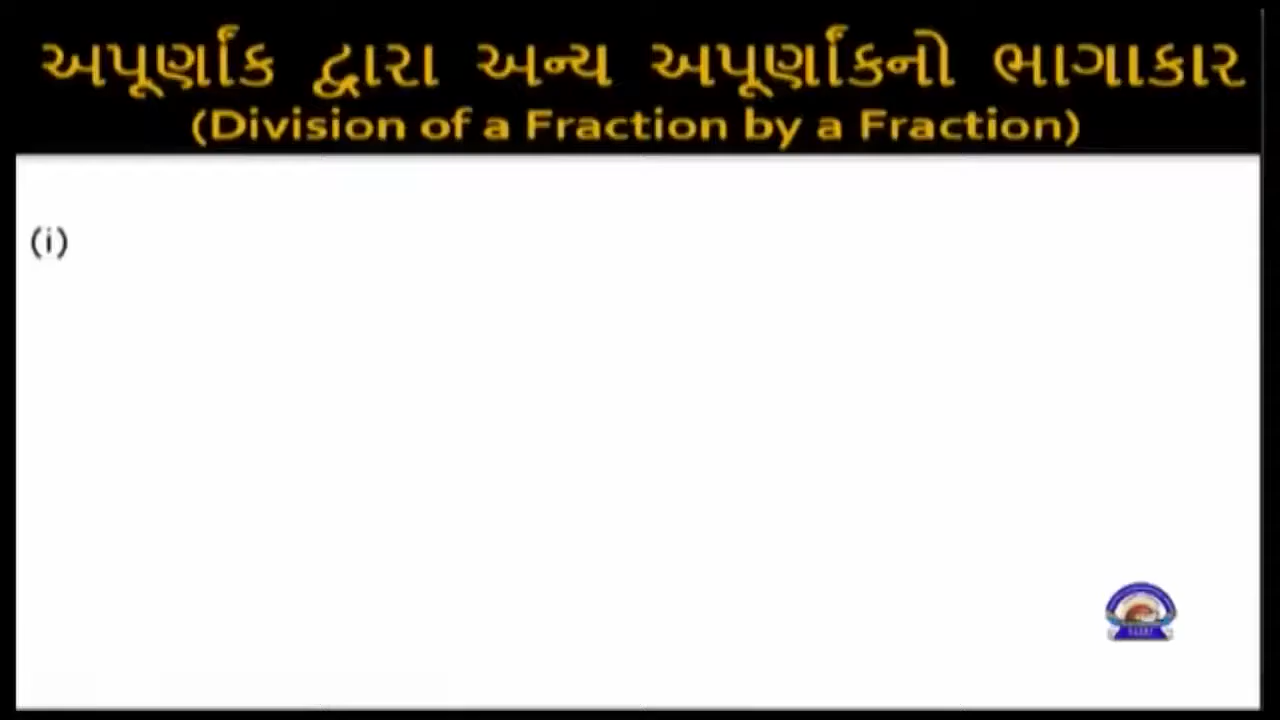 અપૂર્ણાંક દ્વારા અન્ય અપૂર્ણાંકનો ભાગાકાર
(Division of a Fraction by a Fraction)
(i)